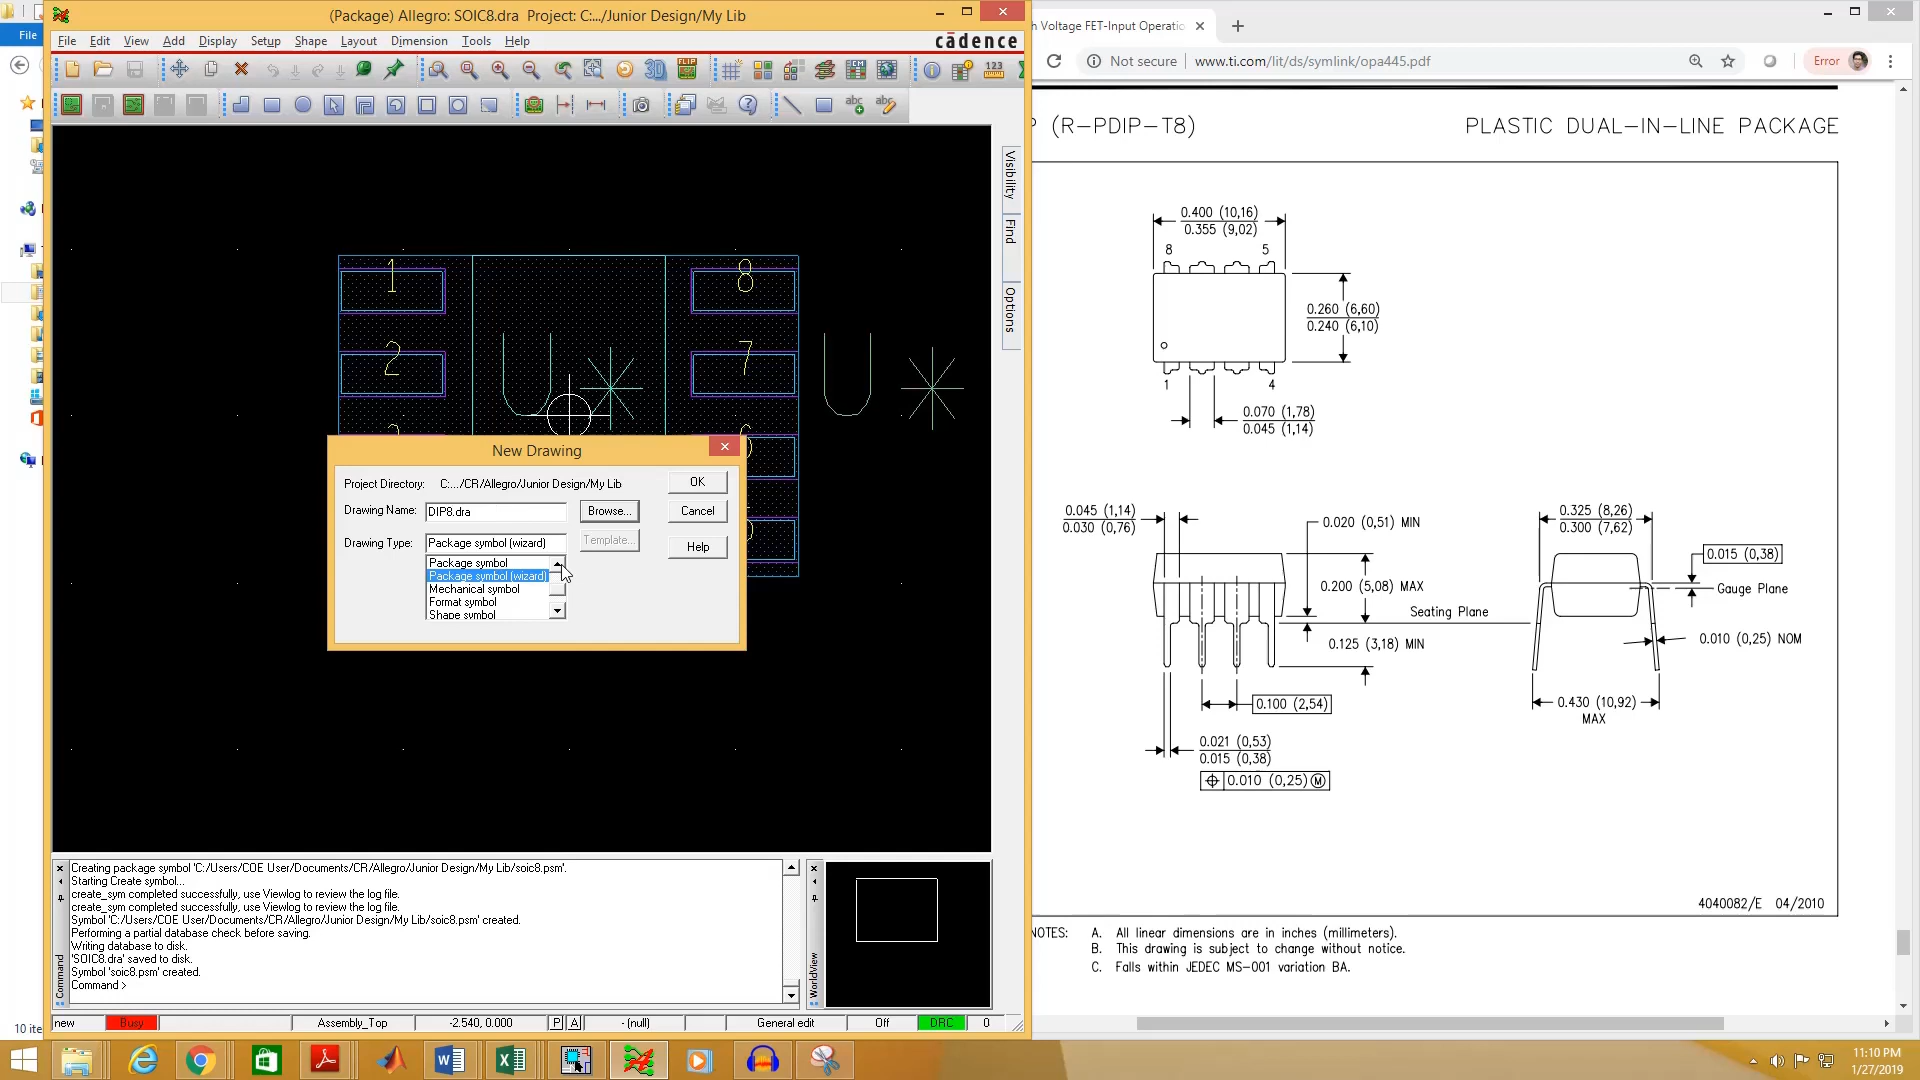 (Package) Allegro: SOIC8.dra Project: C:.../Junior Design/My Lib
File
File Edit View Add Display Setup Shape Layout Dimension Tools Help
cādence
FLIP
3D
123
abc
abc
Visibility
Find
Options
1
8
2
7
U*
U*
New Drawing
Project Directory: C:.../CR/Allegro/Junior Design/My Lib
OK
Drawing Name: DIP8.dra
Browse...
Cancel
Drawing Type: Package symbol (wizard)
Template...
Help
Package symbol
Package symbol (wizard)
Mechanical symbol
Format symbol
Shape symbol
Creating package symbol 'C:/Users/COE User/Documents/CR/Allegro/Junior Design/My Lib/soic8.psm'.
Starting Create symbol...
create_sym completed successfully, use Viewlog to review the log file.
create_sym completed successfully, use Viewlog to review the log file.
Symbol 'C:/Users/COE User/Documents/CR/Allegro/Junior Design/My Lib/soic8.psm' created.
Performing a partial database check before saving.
Writing database to disk.
'SOIC8.dra' saved to disk.
Symbol 'soic8.psm' created.
Command >
Command
WorldView
new
Busy
Assembly_Top
-2.540, 0.000
P
A
- (null)
General edit
Off
DRC
0
10 ite
h Voltage FET-Input Operatio
Not secure
www.ti.com/lit/ds/symlink/opa445.pdf
Error
P (R-PDIP-T8)
PLASTIC DUAL-IN-LINE PACKAGE
0.400 (10,16)
0.355 (9,02)
8
5
0.260 (6,60)
0.240 (6,10)
1
4
0.070 (1,78)
0.045 (1,14)
0.045 (1,14)
0.030 (0,76)
0.020 (0,51) MIN
0.200 (5,08) MAX
Seating Plane
0.125 (3,18) MIN
0.100 (2,54)
0.021 (0,53)
0.015 (0,38)
0.010 (0,25) Ⓜ
0.325 (8,26)
0.300 (7,62)
0.015 (0,38)
Gauge Plane
0.010 (0,25) NOM
0.430 (10,92)
MAX
4040082/E 04/2010
NOTES: A. All linear dimensions are in inches (millimeters).
B. This drawing is subject to change without notice.
C. Falls within JEDEC MS-001 variation BA.
11:10 PM
1/27/2019